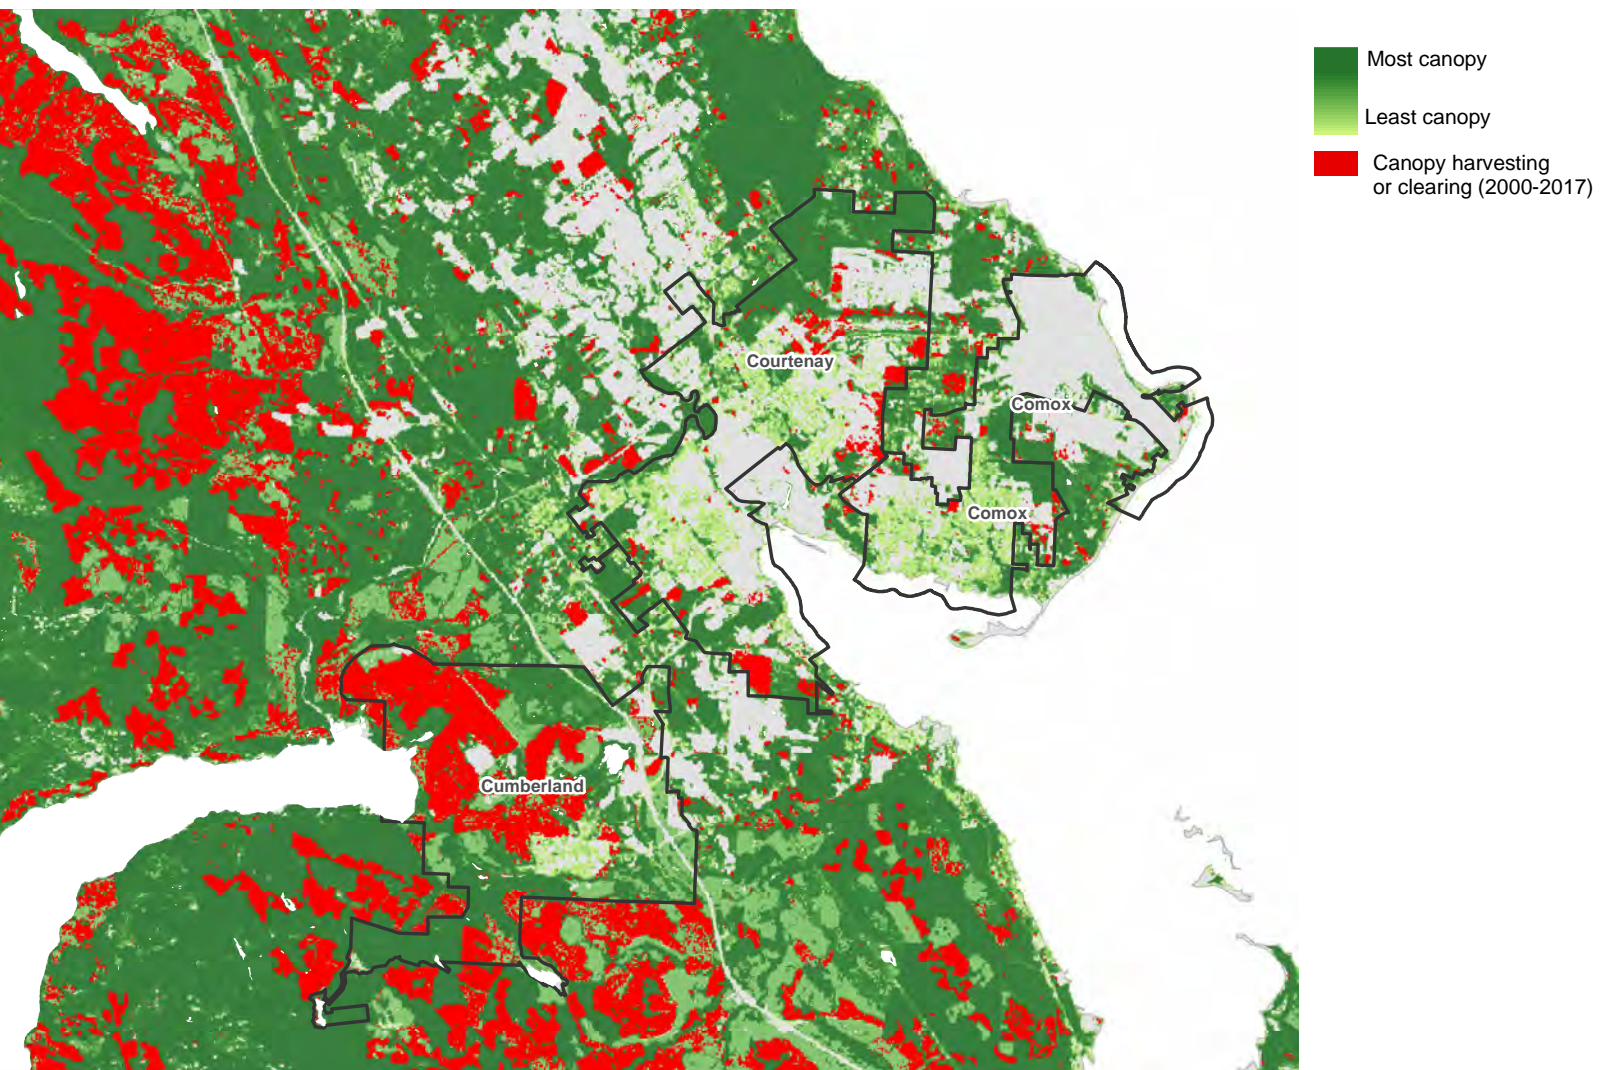 Most canopy
Least canopy
Canopy harvesting
or clearing (2000-2017)
Courtenay
Comox
Comox
Cumberland